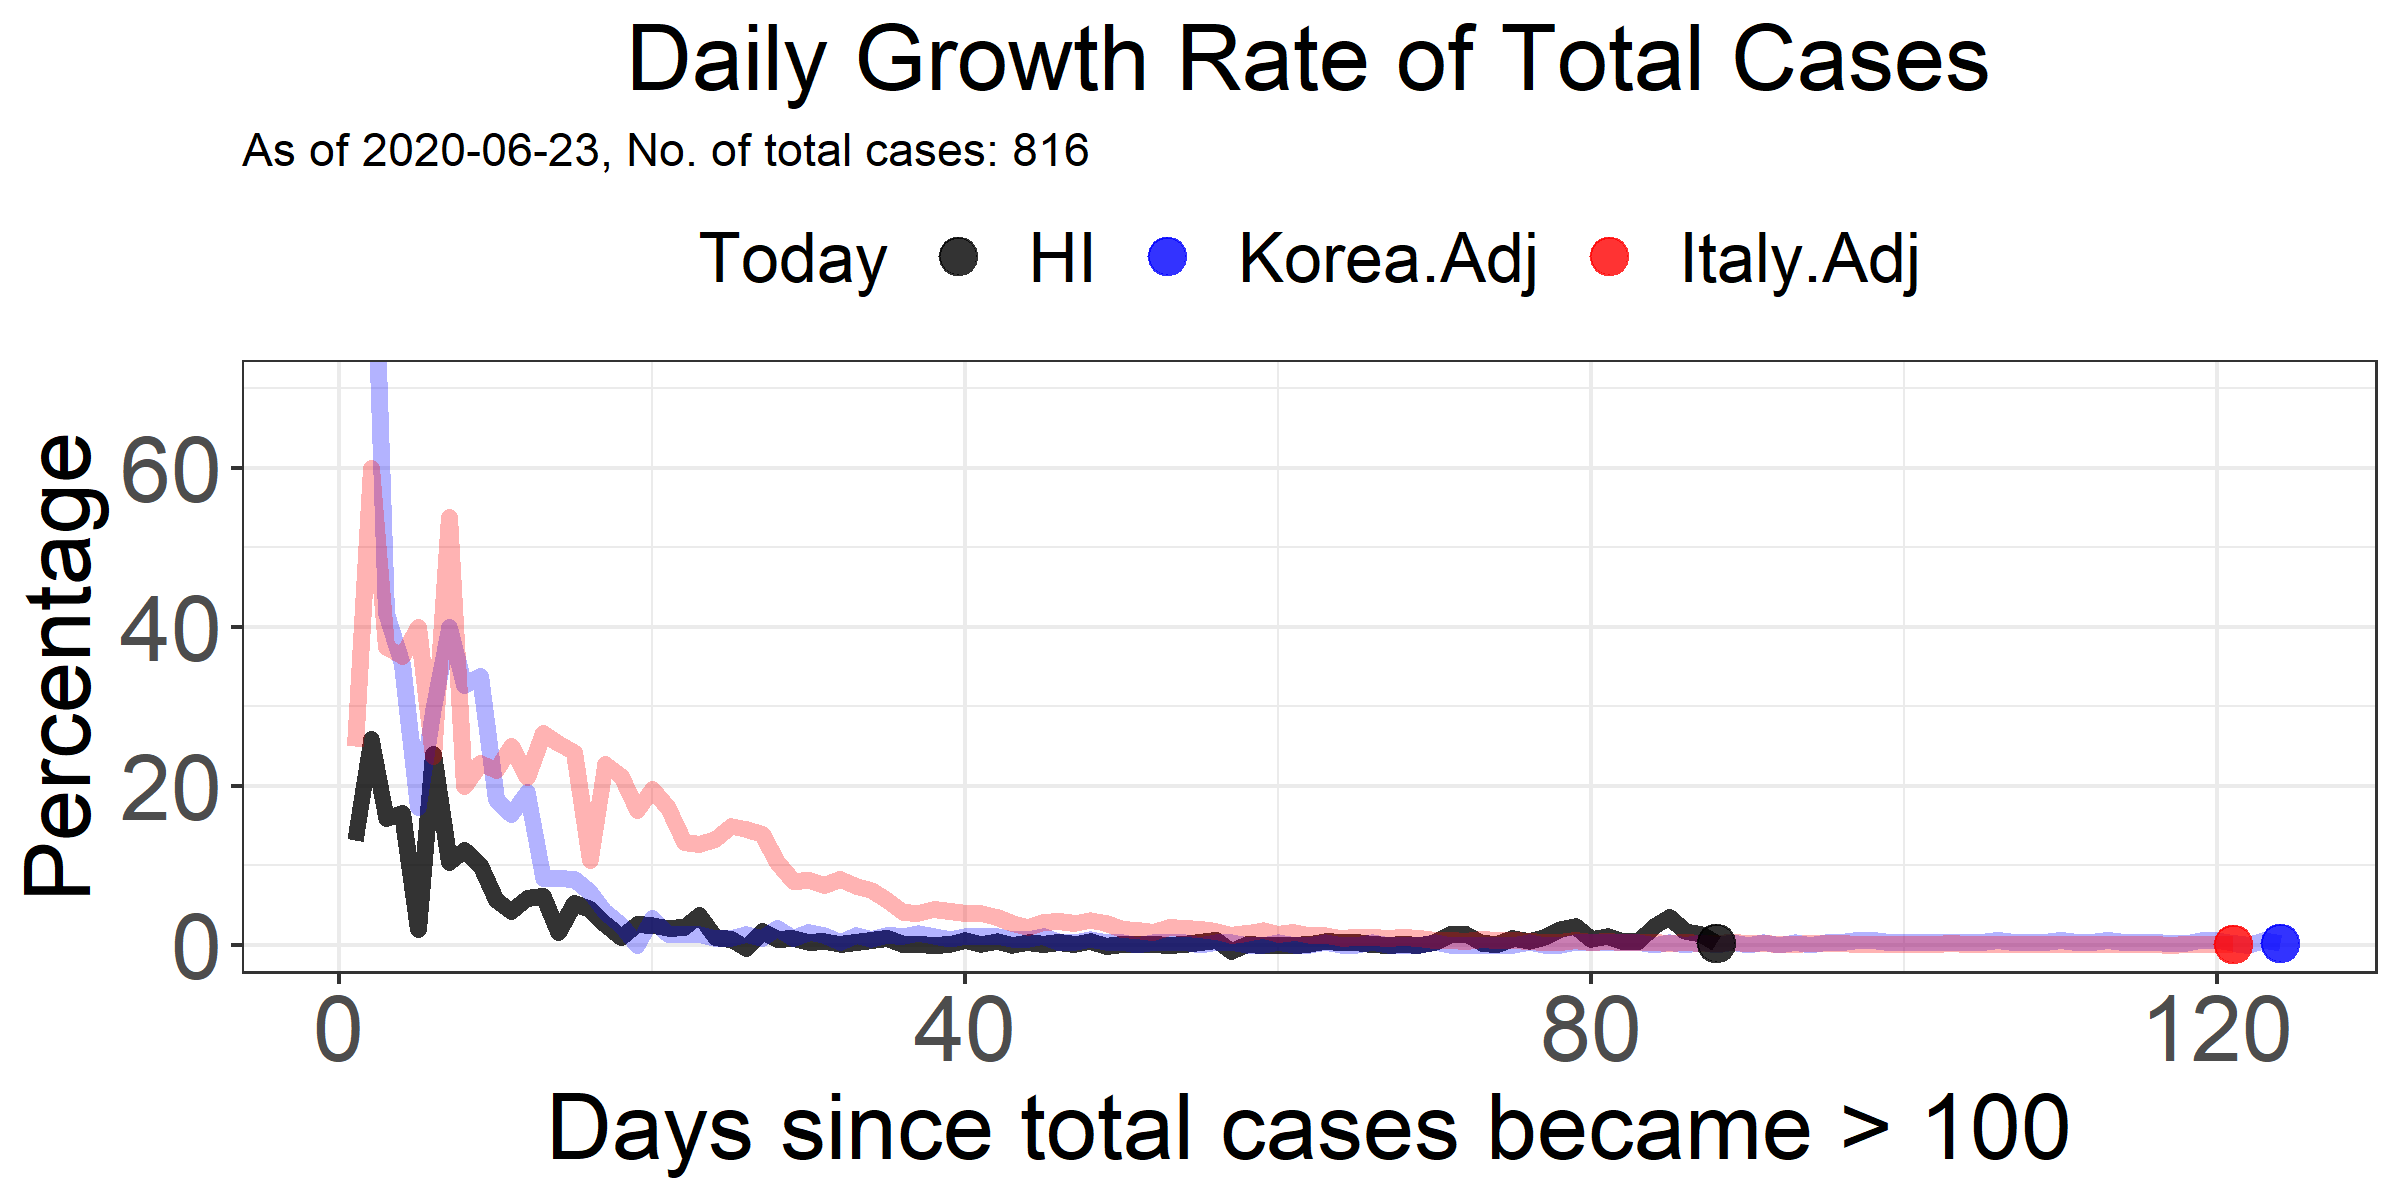 Daily Growth Rate of Total Cases
As of 2020-06-23, No. of total cases: 816
Today HI Korea.Adj Italy.Adj
Percentage
60
40
20
0
0 40 80 120
Days since total cases became > 100